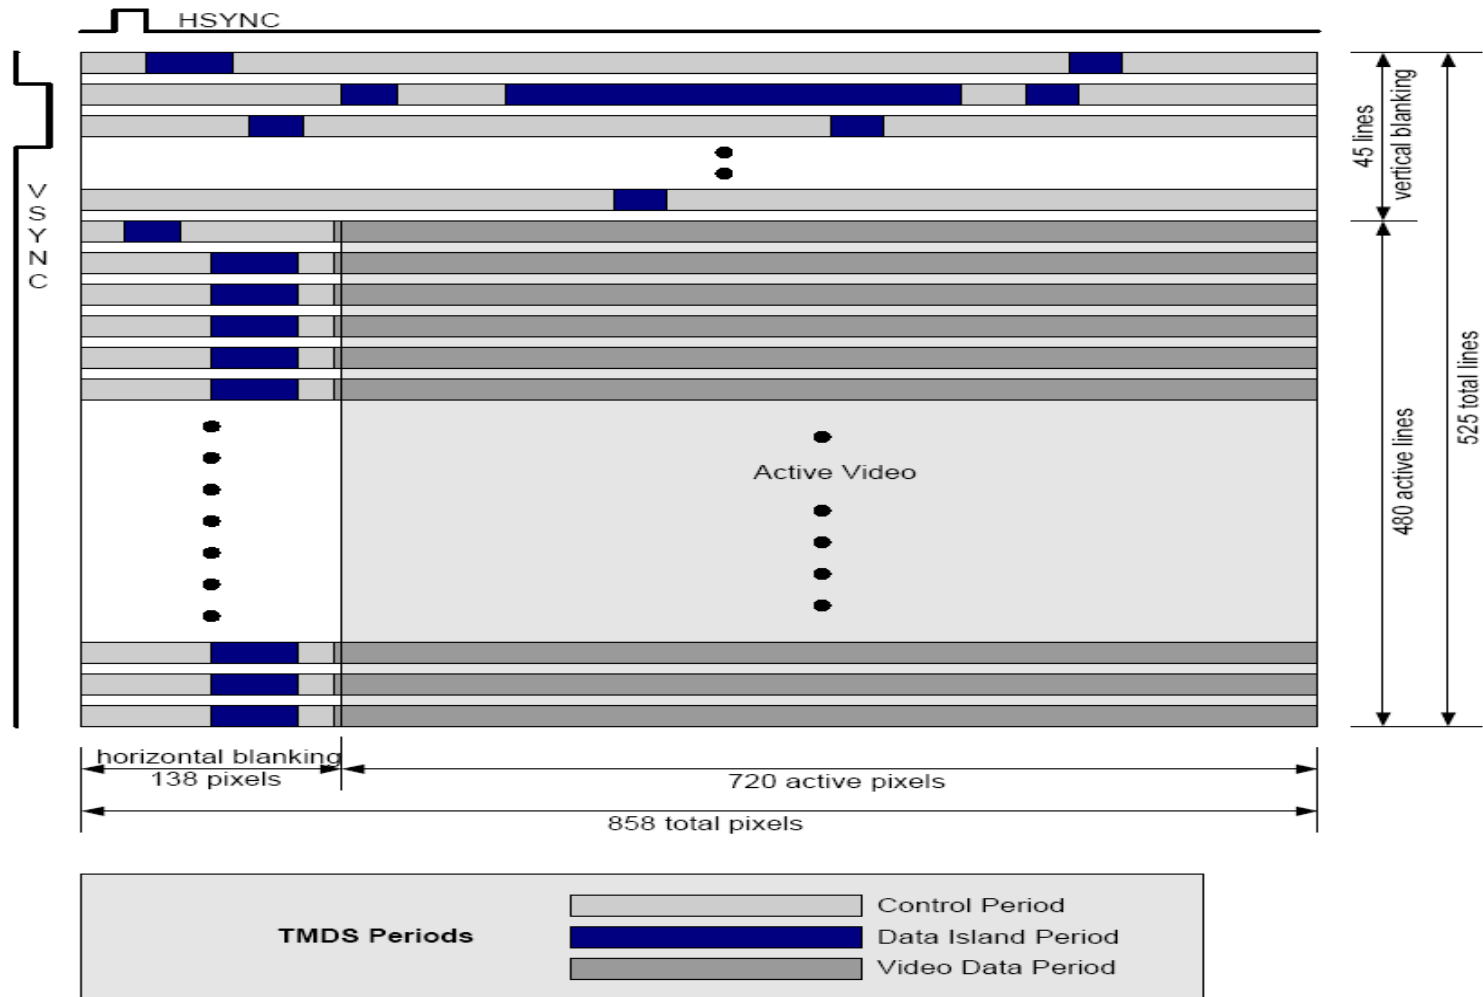 HSYNC
VSYNC
45 lines
vertical blanking
480 active lines
525 total lines
Active Video
horizontal blanking
138 pixels
720 active pixels
858 total pixels
TMDS Periods
Control Period
Data Island Period
Video Data Period